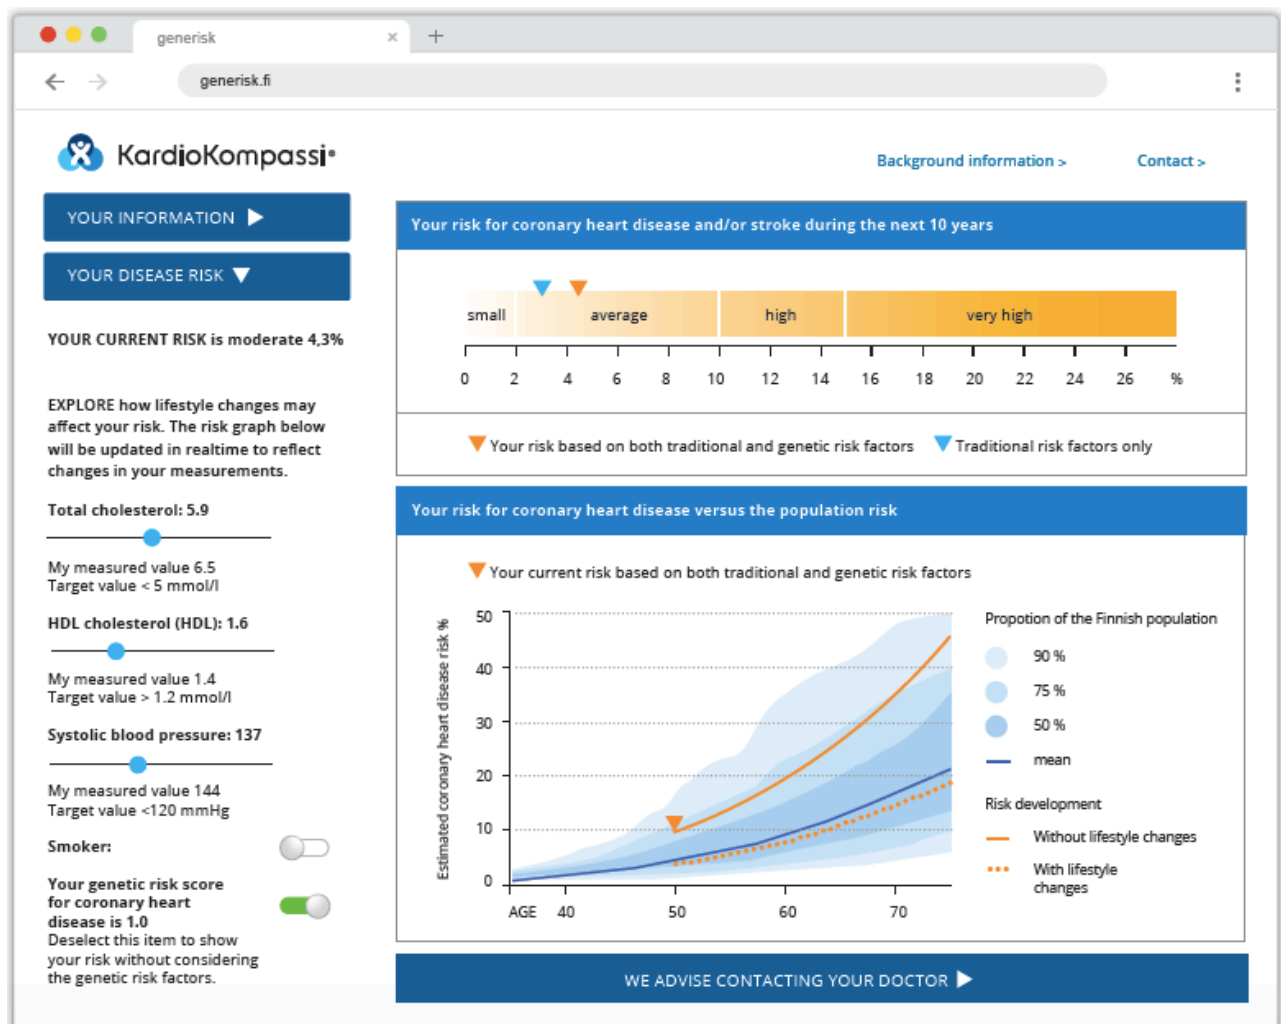 generisk
generisk.fi
KardioKompassi
Background information >
Contact >
YOUR INFORMATION
YOUR DISEASE RISK
YOUR CURRENT RISK is moderate 4,3%
EXPLORE how lifestyle changes may
affect your risk. The risk graph below
will be updated in realtime to reflect
changes in your measurements.
Total cholesterol: 5.9
My measured value 6.5
Target value < 5 mmol/l
HDL cholesterol (HDL): 1.6
My measured value 1.4
Target value > 1.2 mmol/l
Systolic blood pressure: 137
My measured value 144
Target value <120 mmHg
Smoker:
Your genetic risk score
for coronary heart
disease is 1.0
Deselect this item to show
your risk without considering
the genetic risk factors.
Your risk for coronary heart disease and/or stroke during the next 10 years
small average high very high
0 2 4 6 8 10 12 14 16 18 20 22 24 26 %
Your risk based on both traditional and genetic risk factors
Traditional risk factors only
Your risk for coronary heart disease versus the population risk
Your current risk based on both traditional and genetic risk factors
Estimated coronary heart disease risk %
50
40
30
20
10
0
AGE 40 50 60 70
Propotion of the Finnish population
90 %
75 %
50 %
mean
Risk development
Without lifestyle changes
With lifestyle
changes
WE ADVISE CONTACTING YOUR DOCTOR